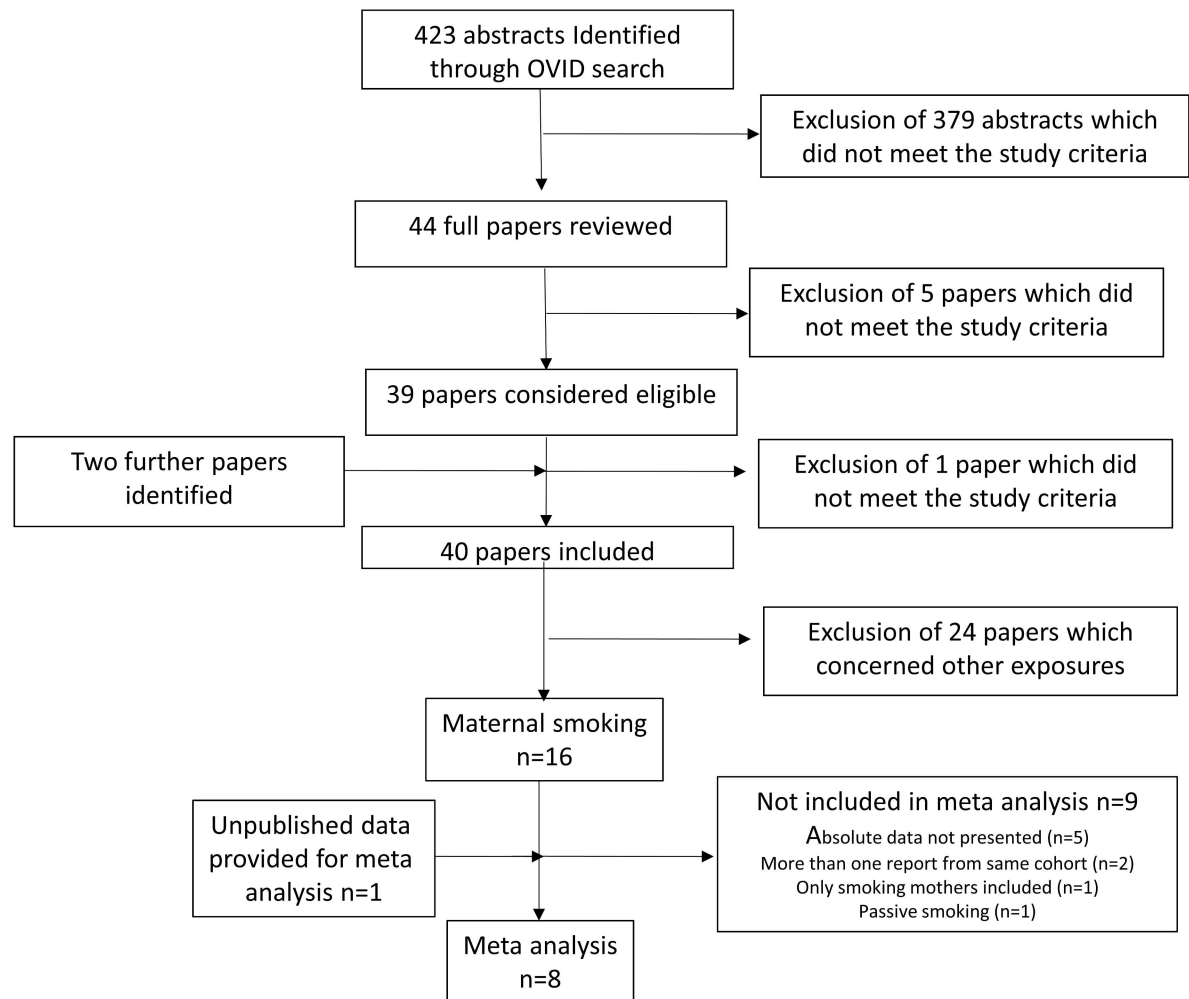 423 abstracts Identified
through OVID search
Exclusion of 379 abstracts which
did not meet the study criteria
44 full papers reviewed
Exclusion of 5 papers which did
not meet the study criteria
39 papers considered eligible
Two further papers
identified
Exclusion of 1 paper which did
not meet the study criteria
40 papers included
Exclusion of 24 papers which
concerned other exposures
Maternal smoking
n=16
Unpublished data
provided for meta
analysis n=1
Not included in meta analysis n=9
Absolute data not presented (n=5)
More than one report from same cohort (n=2)
Only smoking mothers included (n=1)
Passive smoking (n=1)
Meta analysis
n=8